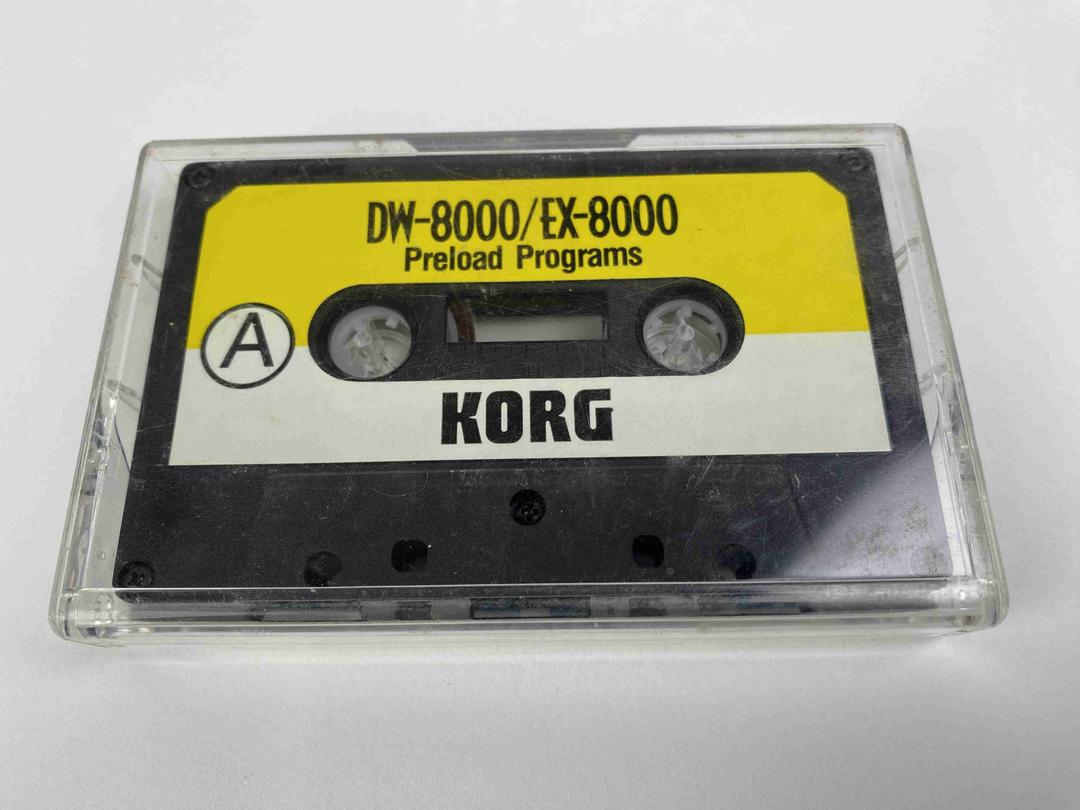 DW-8000/EX-8000
Preload Programs
A
KORG